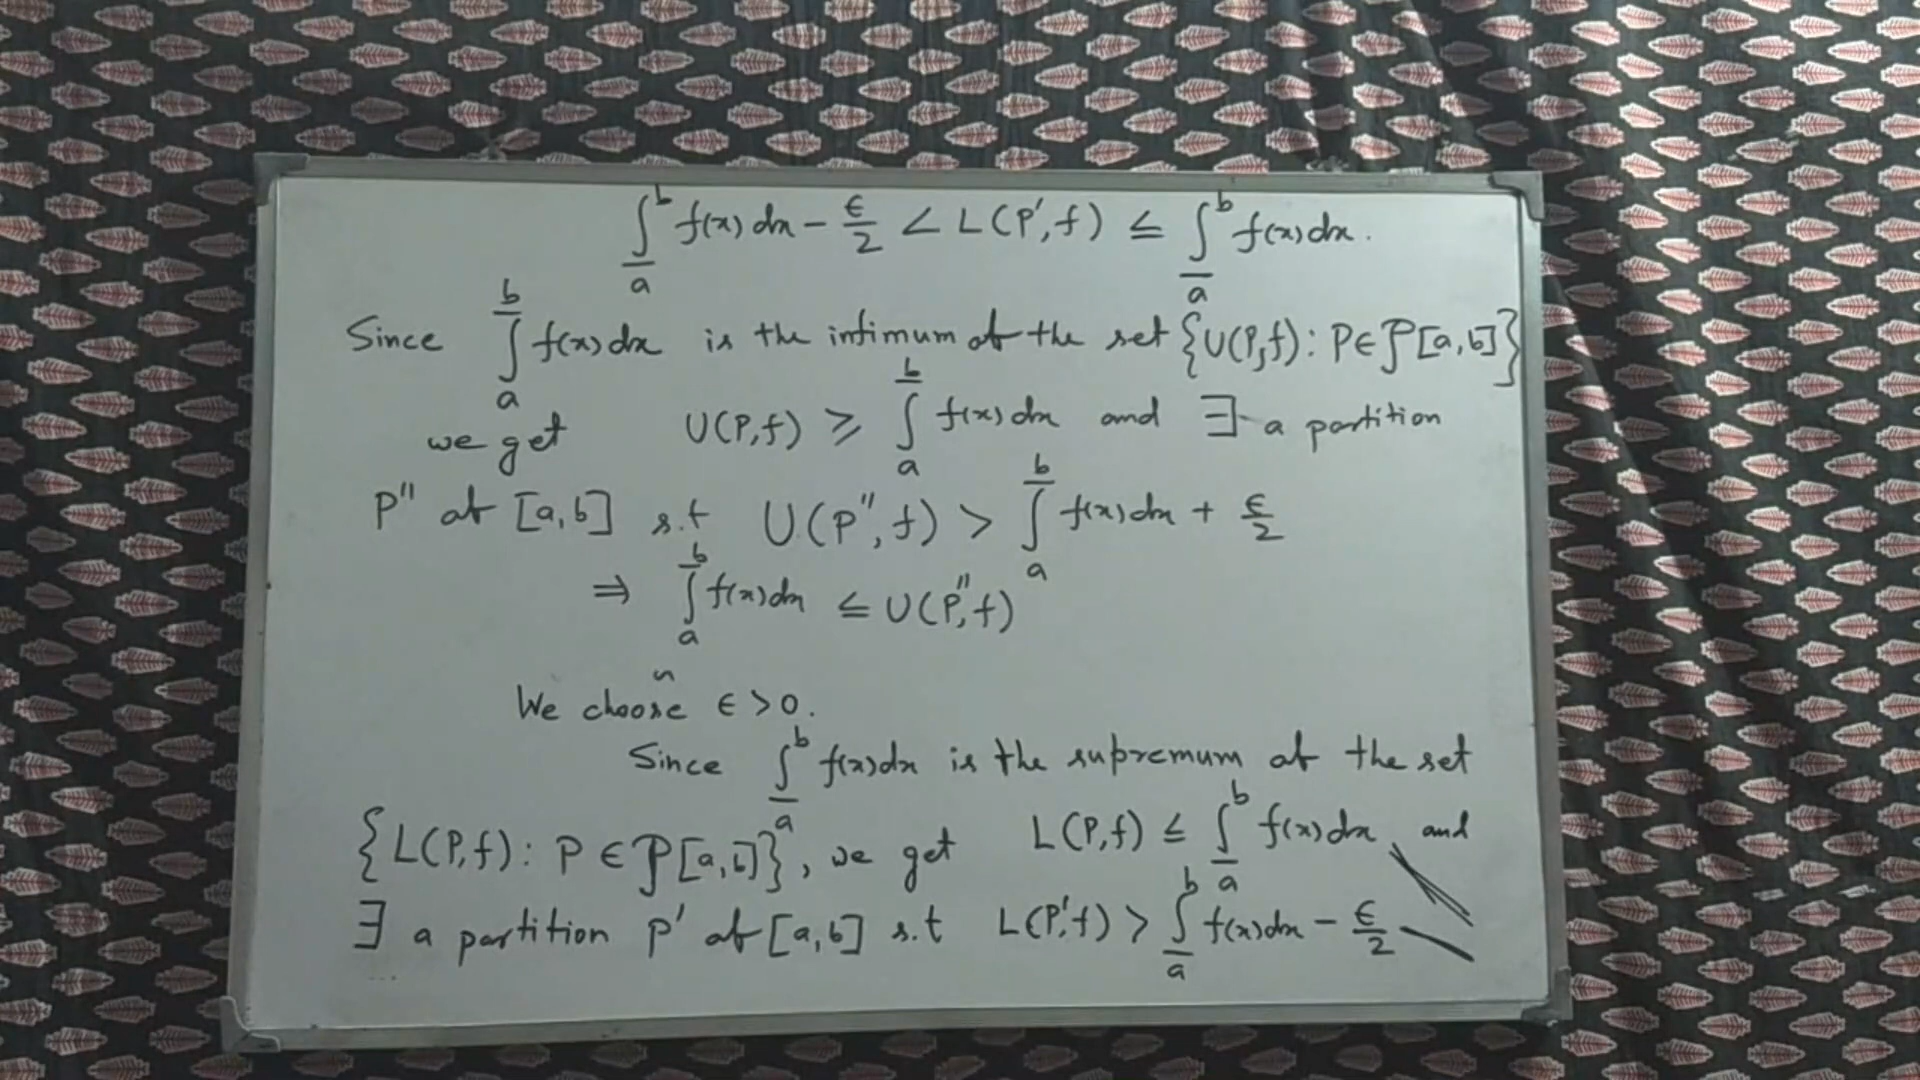 ∫_a^b f(x) dx − ε/2 < L(P′, f) ≤ ∫_a^b f(x) dx.
Since ∫_a^b f(x) dx is the infimum of the set {U(P, f) : P ∈ 𝒫[a, b]}
we get U(P, f) ⩾ ∫_a^b f(x) dx and ∃ a partition
P″ of [a, b] s.t U(P″, f) > ∫_a^b f(x) dx + ε/2
⇒ ∫_a^b f(x) dx ≤ U(P″, f)
We choose ε > 0.
Since ∫_a^b f(x) dx is the supremum of the set
{L(P, f) : P ∈ 𝒫[a, b]}, we get L(P, f) ≤ ∫_a^b f(x) dx, and
∃ a partition P′ of [a, b] s.t L(P′, f) > ∫_a^b f(x) dx − ε/2